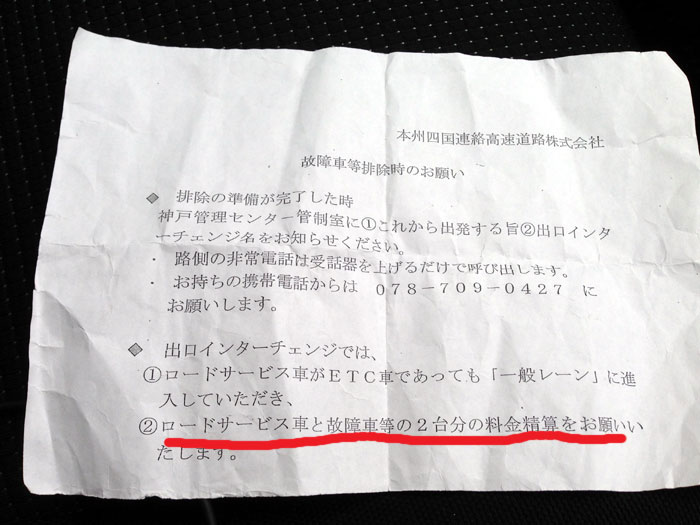 本州四国連絡高速道路株式会社
故障車等排除時のお願い
◆ 排除の準備が完了した時
神戸管理センター管制室に①これから出発する旨②出口インタ
ーチェンジ名をお知らせください。
・ 路側の非常電話は受話器を上げるだけで呼び出します。
・ お持ちの携帯電話からは ０７８－７０９－０４２７ に
お願いします。
◆ 出口インターチェンジでは、
①ロードサービス車がＥＴＣ車であっても「一般レーン」に進
入していただき、
②ロードサービス車と故障車等の２台分の料金精算をお願いい
たします。